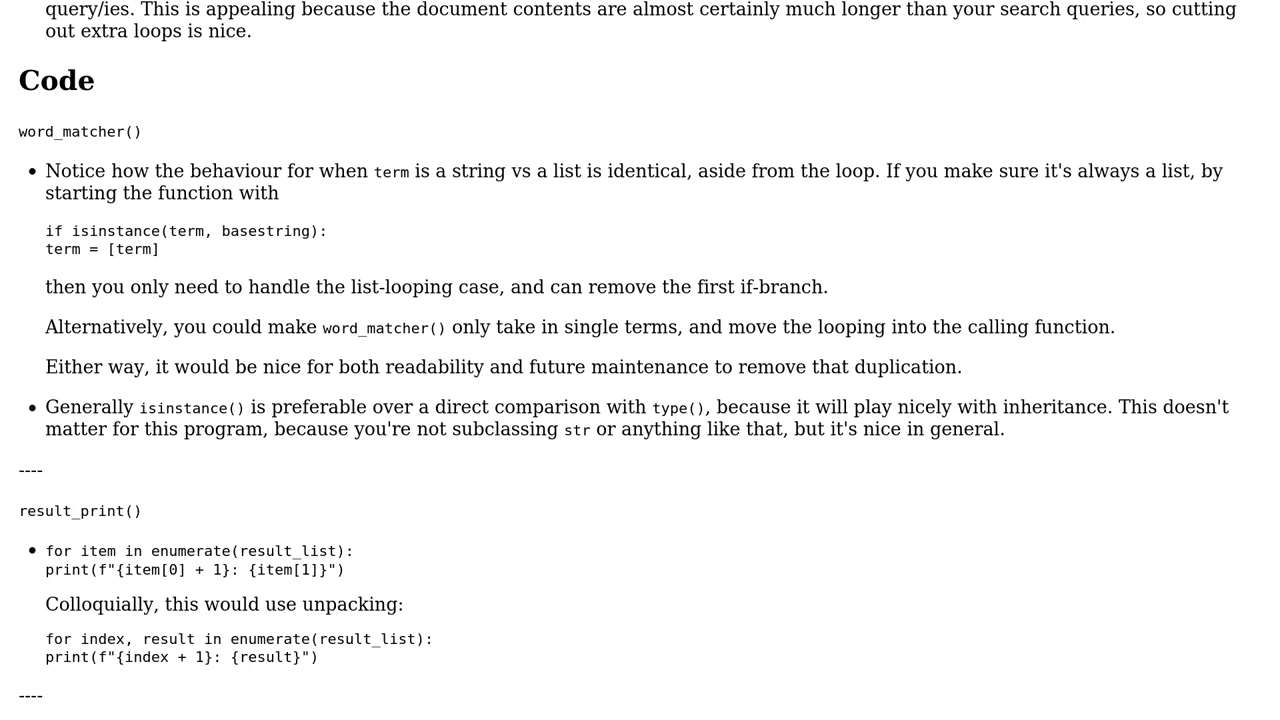 query/ies. This is appealing because the document contents are almost certainly much longer than your search queries, so cutting
out extra loops is nice.
Code
word_matcher()
• Notice how the behaviour for when term is a string vs a list is identical, aside from the loop. If you make sure it's always a list, by
starting the function with
if isinstance(term, basestring):
term = [term]
then you only need to handle the list-looping case, and can remove the first if-branch.
Alternatively, you could make word_matcher() only take in single terms, and move the looping into the calling function.
Either way, it would be nice for both readability and future maintenance to remove that duplication.
• Generally isinstance() is preferable over a direct comparison with type(), because it will play nicely with inheritance. This doesn't
matter for this program, because you're not subclassing str or anything like that, but it's nice in general.
----
result_print()
• for item in enumerate(result_list):
print(f"{item[0] + 1}: {item[1]}")
Colloquially, this would use unpacking:
for index, result in enumerate(result_list):
print(f"{index + 1}: {result}")
----